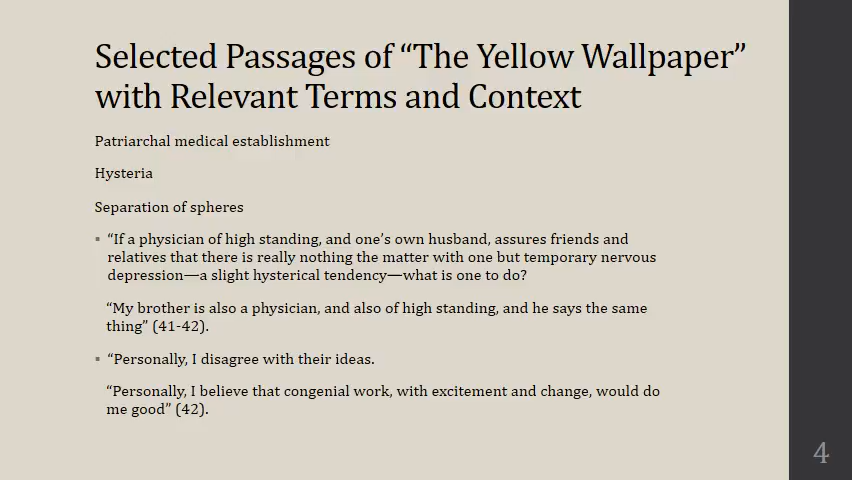 Selected Passages of “The Yellow Wallpaper”
with Relevant Terms and Context
Patriarchal medical establishment
Hysteria
Separation of spheres
▪ “If a physician of high standing, and one’s own husband, assures friends and
relatives that there is really nothing the matter with one but temporary nervous
depression—a slight hysterical tendency—what is one to do?
“My brother is also a physician, and also of high standing, and he says the same
thing” (41-42).
▪ “Personally, I disagree with their ideas.
“Personally, I believe that congenial work, with excitement and change, would do
me good” (42).
4